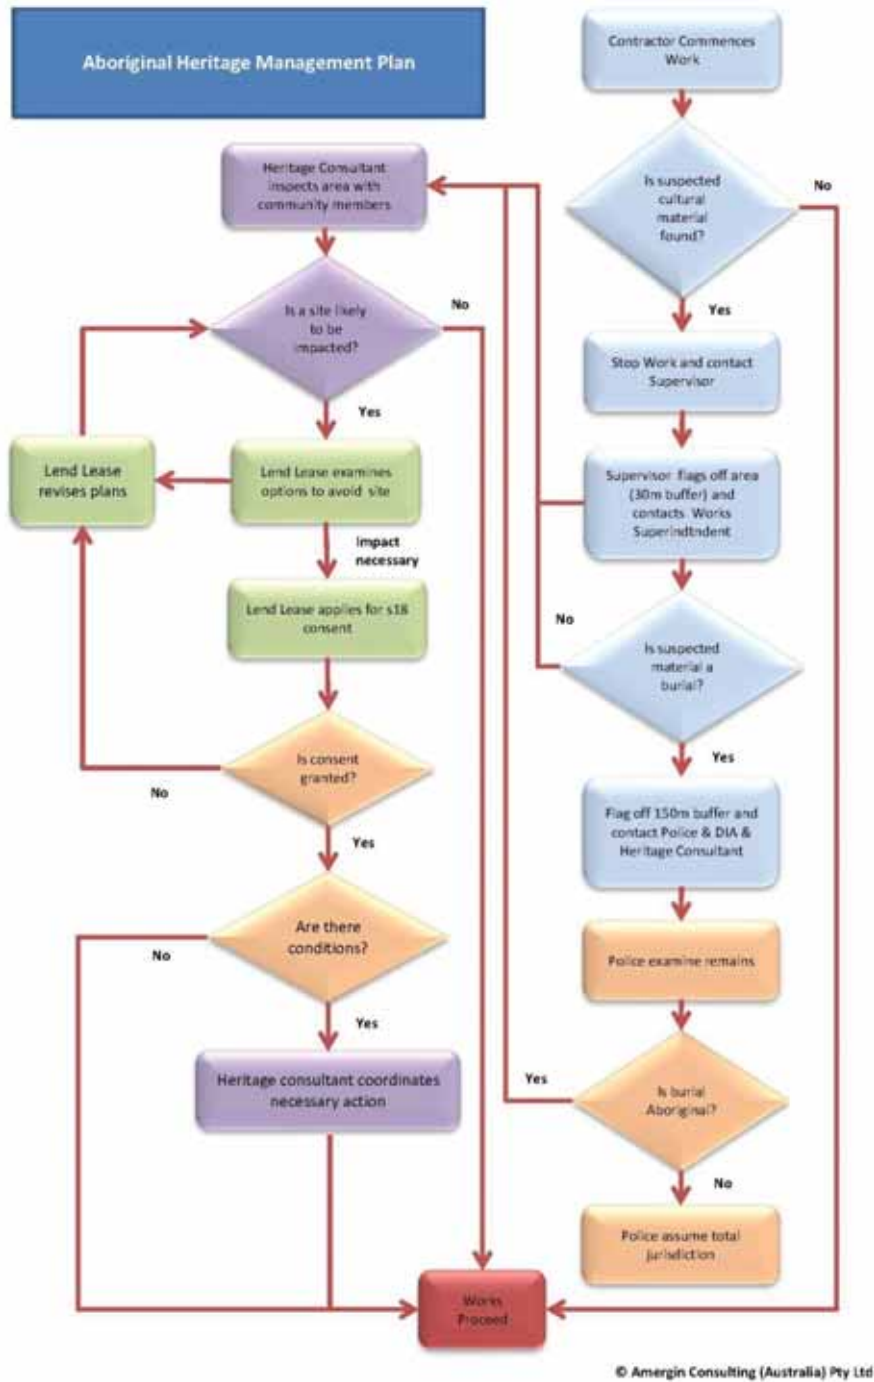 Aboriginal Heritage Management Plan
Contractor Commences
Work
Is suspected
cultural
material
found?
No
Yes
Stop Work and contact
Supervisor
Supervisor flags off area
(30m buffer) and
contacts Works
Superindtndent
No
Is suspected
material a
burial?
Yes
Flag off 150m buffer and
contact Police & DIA &
Heritage Consultant
Police examine remains
Yes
Is burial
Aboriginal?
No
Police assume total
jurisdiction
Heritage Consultant
inspects area with
community members
Is a site likely
to be
impacted?
No
Yes
Lend Lease
revises plans
Lend Lease examines
options to avoid site
Impact
necessary
Lend Lease applies for s18
consent
Is consent
granted?
No
Yes
Are there
conditions?
No
Yes
Heritage consultant coordinates
necessary action
Works
Proceed
© Amergin Consulting (Australia) Pty Ltd